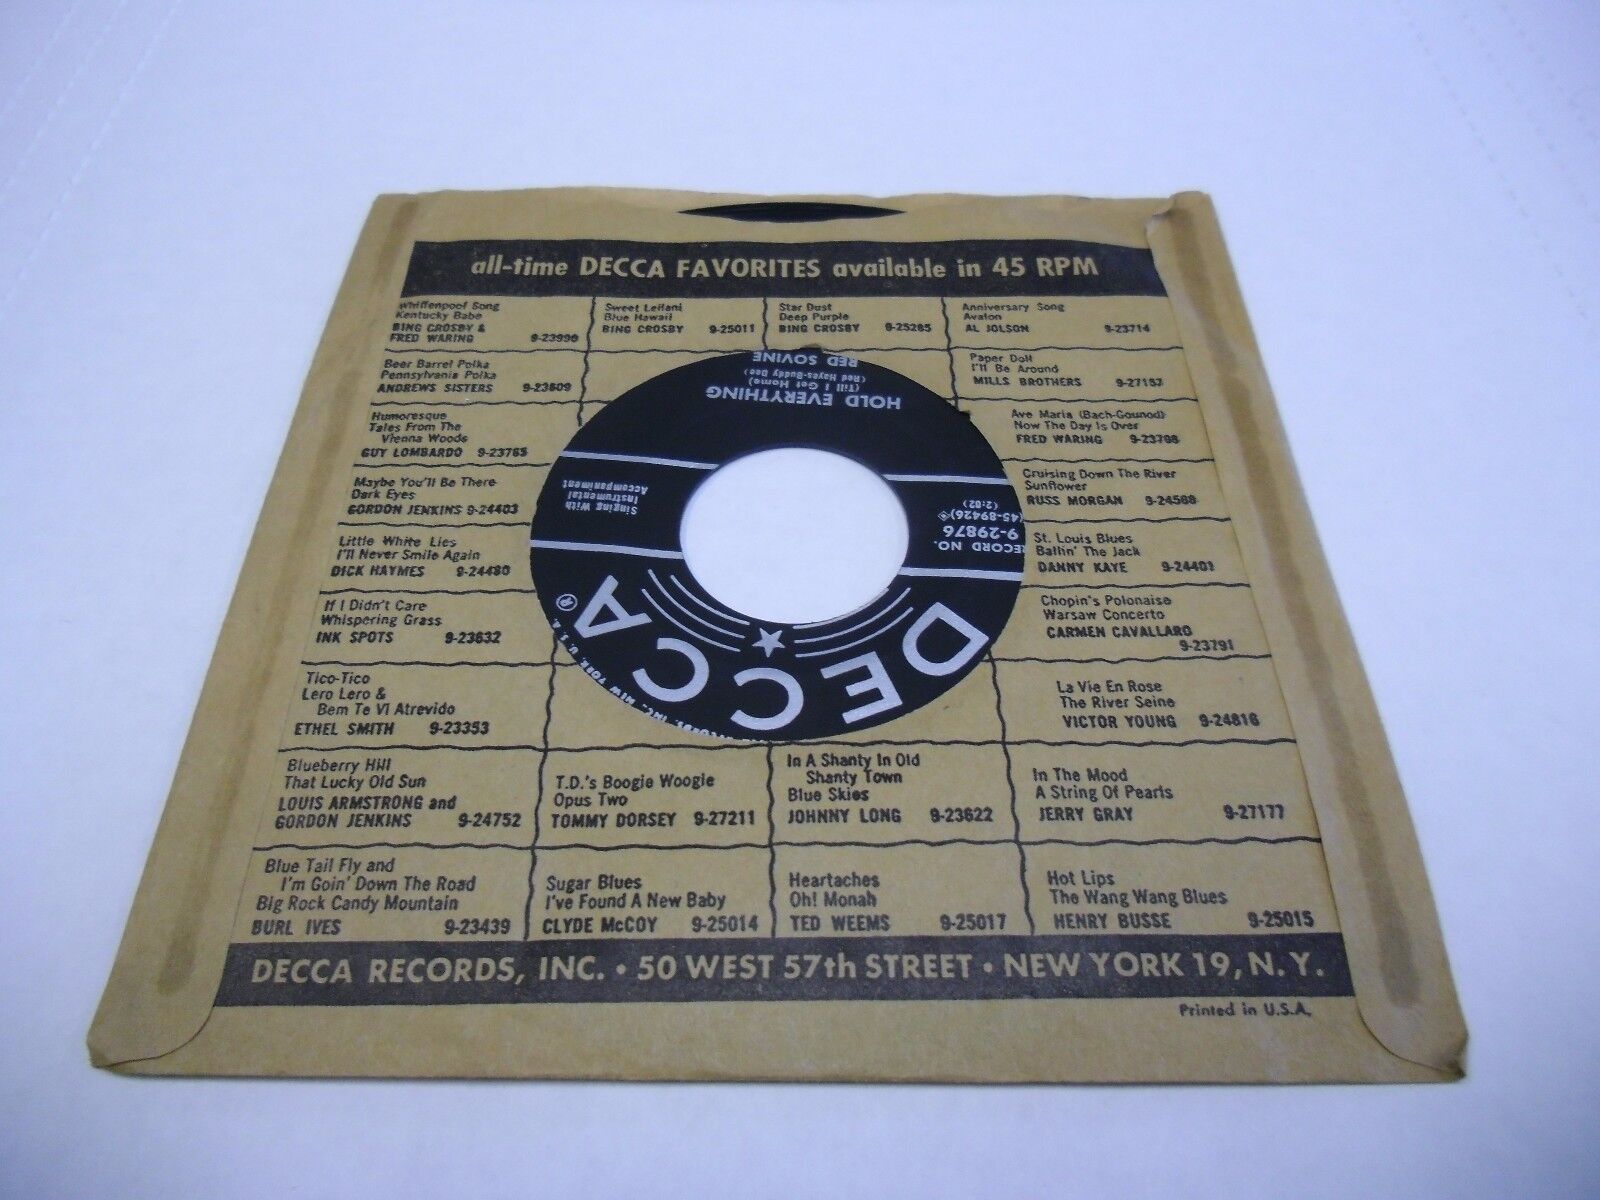 all-time DECCA FAVORITES available in 45 RPM
Whiffenpoof Song
Kentucky Babe
BING CROSBY &
FRED WARING 9-23990
Sweet Leilani
Blue Hawaii
BING CROSBY 9-25011
Star Dust
Deep Purple
BING CROSBY 9-25285
Anniversary Song
Avalon
AL JOLSON 9-23714
Beer Barrel Polka
Pennsylvania Polka
ANDREWS SISTERS 9-23609
Paper Doll
I'll Be Around
MILLS BROTHERS 9-27157
Humoresque
Tales From The
Vienna Woods
GUY LOMBARDO 9-23765
Ave Maria (Bach-Gounod)
Now The Day Is Over
FRED WARING
Maybe You'll Be There
Dark Eyes
GORDON JENKINS 9-24403
Cruising Down The River
Sunflower
RUSS MORGAN 9-24568
Little White Lies
I'll Never Smile Again
DICK HAYMES 9-24480
St. Louis Blues
Ballin' The Jack
DANNY KAYE 9-24401
If I Didn't Care
Whispering Grass
INK SPOTS 9-23632
Chopin's Polonaise
Warsaw Concerto
CARMEN CAVALLARO
9-23791
Tico-Tico
Lero Lero &
Bem Te Vi Atrevido
ETHEL SMITH 9-23353
La Vie En Rose
The River Seine
VICTOR YOUNG 9-24816
Blueberry Hill
That Lucky Old Sun
LOUIS ARMSTRONG and
GORDON JENKINS 9-24752
T.D.'s Boogie Woogie
Opus Two
TOMMY DORSEY 9-27211
In A Shanty In Old
Shanty Town
Blue Skies
JOHNNY LONG 9-23622
In The Mood
A String Of Pearls
JERRY GRAY 9-27177
Blue Tail Fly and
I'm Goin' Down The Road
Big Rock Candy Mountain
BURL IVES 9-23439
Sugar Blues
I've Found A New Baby
CLYDE McCOY 9-25014
Heartaches
Oh! Monah
TED WEEMS 9-25017
Hot Lips
The Wang Wang Blues
HENRY BUSSE 9-25015
DECCA RECORDS, INC. • 50 WEST 57th STREET • NEW YORK 19, N. Y.
Printed in U.S.A.
DECCA ®
INC., NEW YORK, U. S. A.
RECORD NO.
9-29876
(45-89426)
(2:02)
Singing With
Instrumental
Accompaniment
HOLD EVERYTHING
(Till I Get Home)
(Red Hayes-Buddy Dee)
RED SOVINE